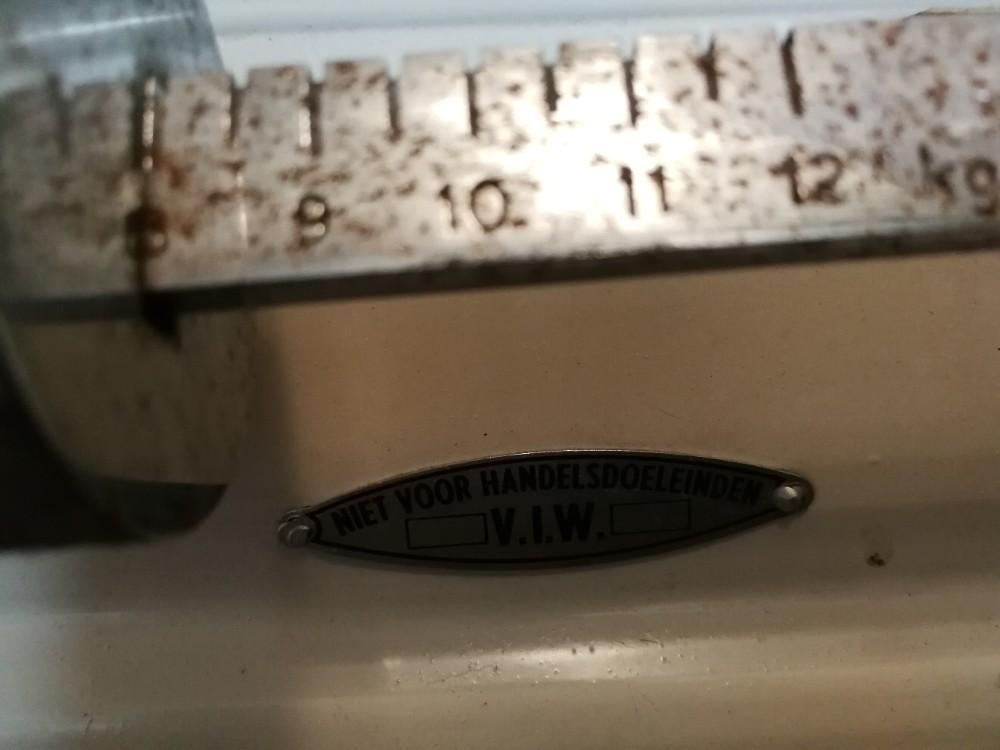 8 9 10 11 12 kg
NIET VOOR HANDELSDOELEINDEN
V.I.W.